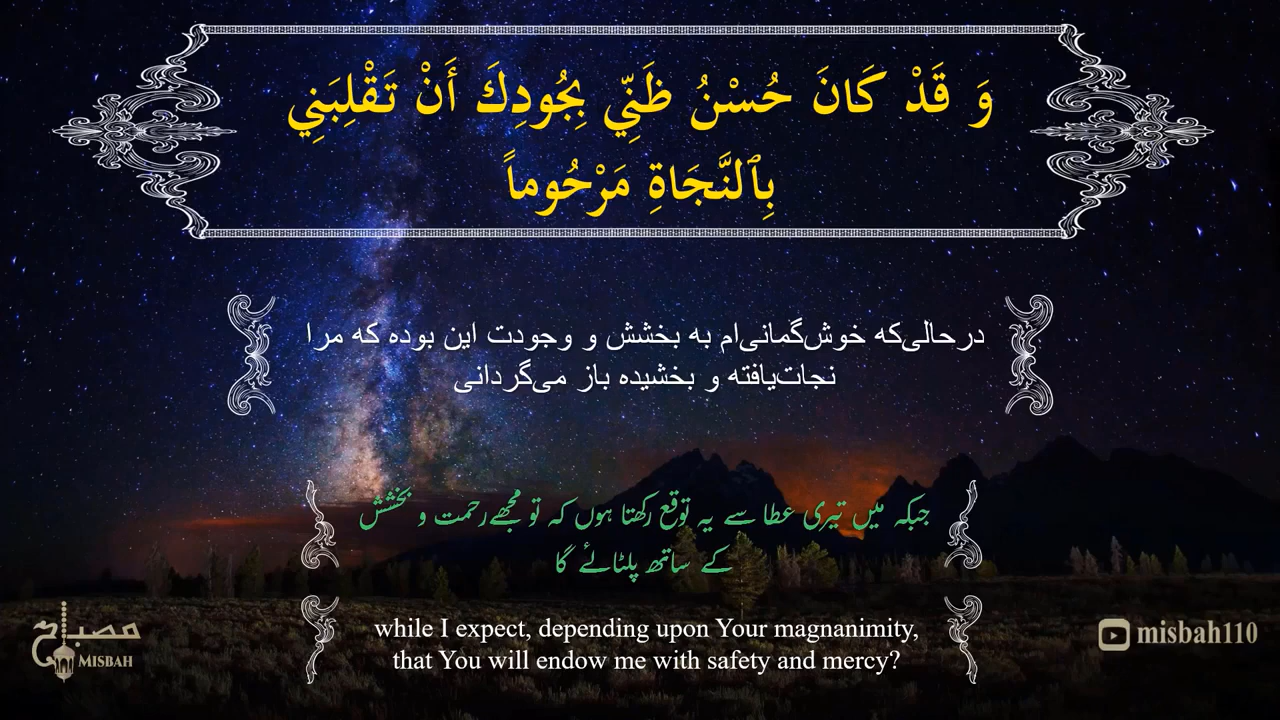 وَ قَدْ كَانَ حُسْنُ ظَنِّي بِجُودِكَ أَنْ تَقْلِبَنِي
بِٱلنَّجَاةِ مَرْحُوماً
درحالی‌که خوش‌گمانی‌ام به بخشش و وجودت این بوده که مرا
نجات‌یافته و بخشیده باز می‌گردانی
جبکہ میں تیری عطا سے یہ توقع رکھتا ہوں کہ تو مجھے رحمت و بخشش
کے ساتھ پلٹائے گا
while I expect, depending upon Your magnanimity,
that You will endow me with safety and mercy?
مصباح
MISBAH
misbah110